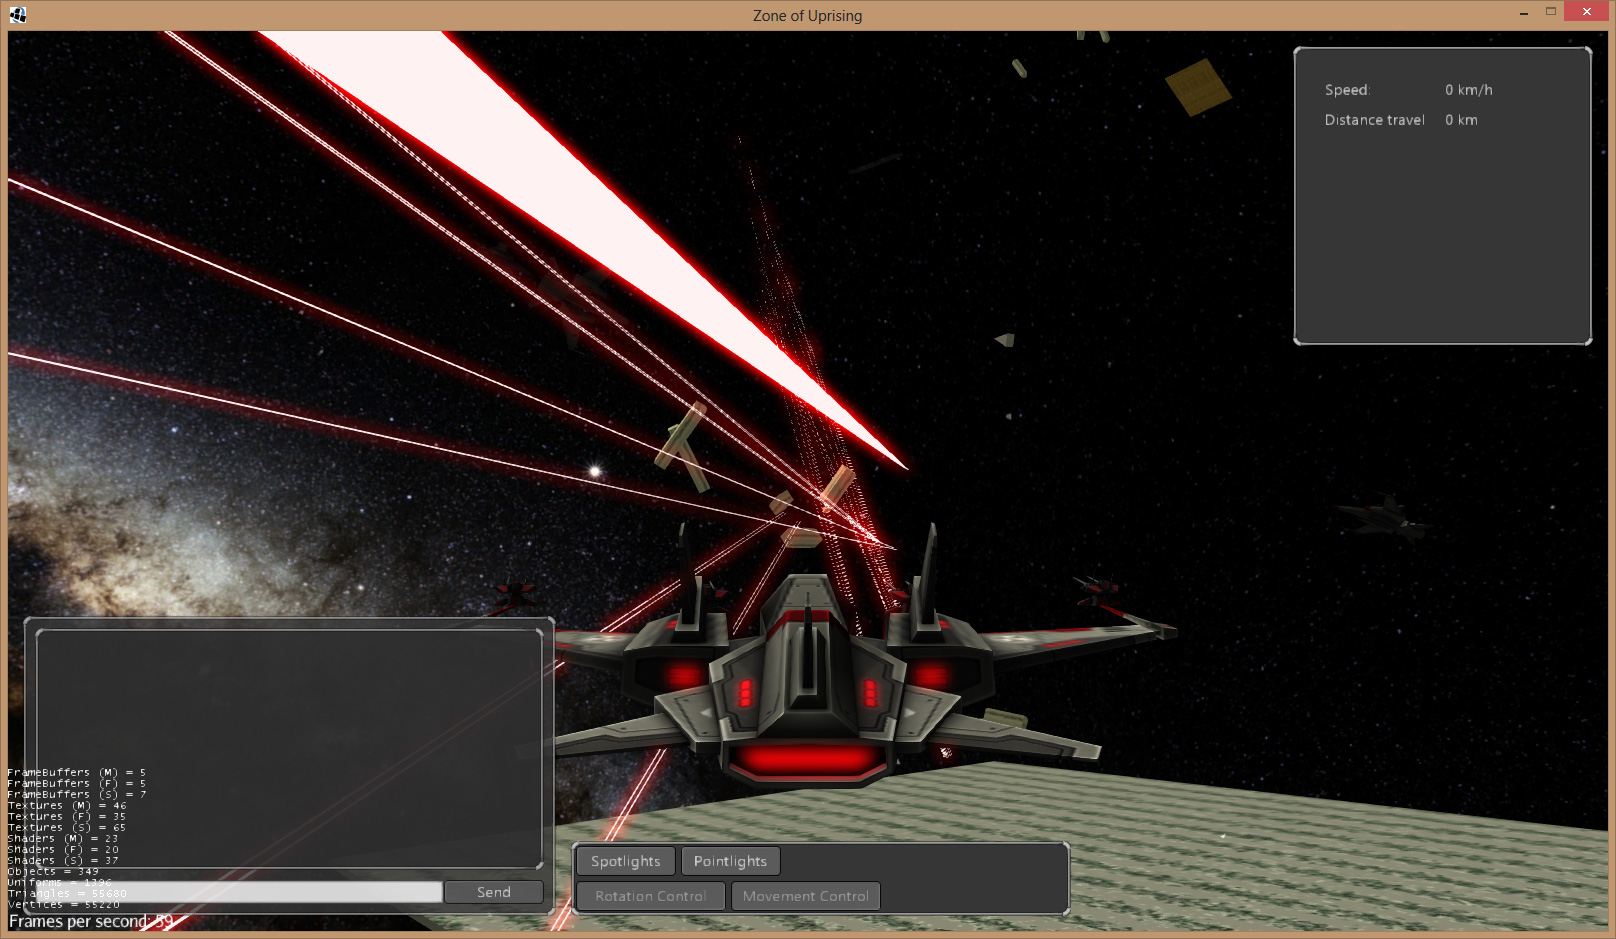 Zone of Uprising
Speed: 0 km/h
Distance travel 0 km
FrameBuffers (M) = 5
FrameBuffers (F) = 5
FrameBuffers (S) = 7
Textures (M) = 46
Textures (F) = 35
Textures (S) = 65
Shaders (M) = 23
Shaders (F) = 20
Shaders (S) = 37
Objects = 349
Uniforms = 1396
Triangles = 55680
Vertices = 55220
Frames per second: 59
Send
Spotlights Pointlights
Rotation Control Movement Control